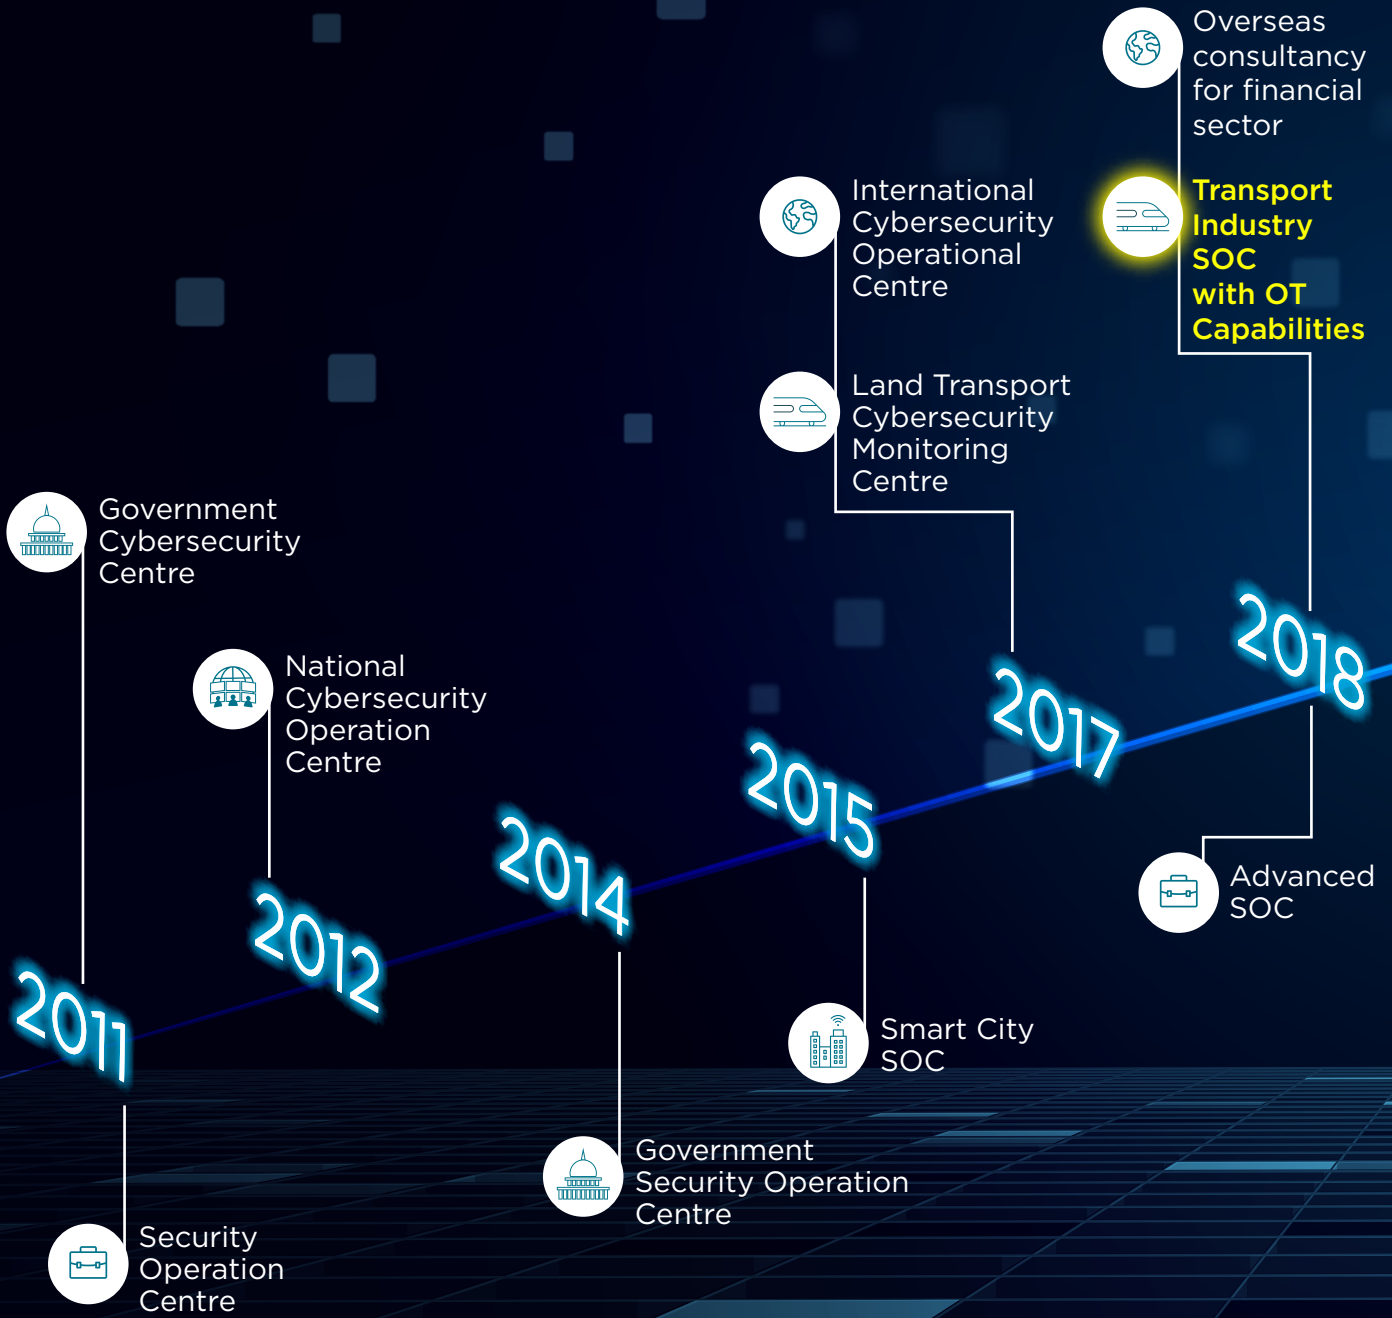 Overseas
consultancy
for financial
sector
Transport
Industry
SOC
with OT
Capabilities
International
Cybersecurity
Operational
Centre
Land Transport
Cybersecurity
Monitoring
Centre
Government
Cybersecurity
Centre
National
Cybersecurity
Operation
Centre
2018
2017
2015
2014
2012
2011
Advanced
SOC
Smart City
SOC
Government
Security Operation
Centre
Security
Operation
Centre